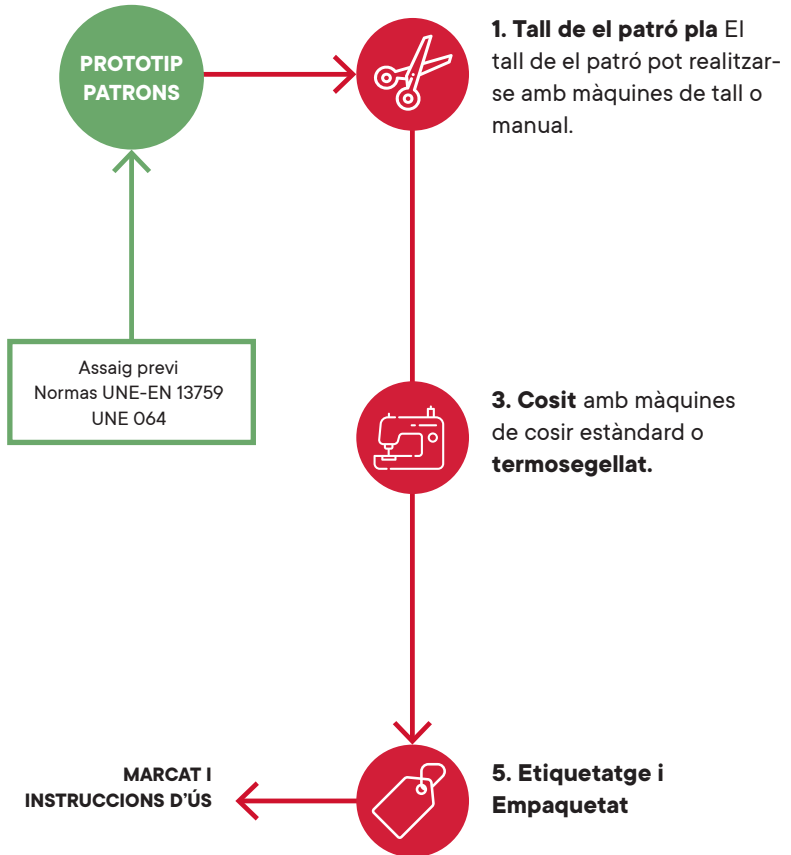 PROTOTIP
PATRONS
1. Tall de el patró pla El
tall de el patró pot realitzar-
se amb màquines de tall o
manual.
Assaig previ
Normas UNE-EN 13759
UNE 064
3. Cosit amb màquines
de cosir estàndard o
termosegellat.
MARCAT I
INSTRUCCIONS D’ÚS
5. Etiquetatge i
Empaquetat